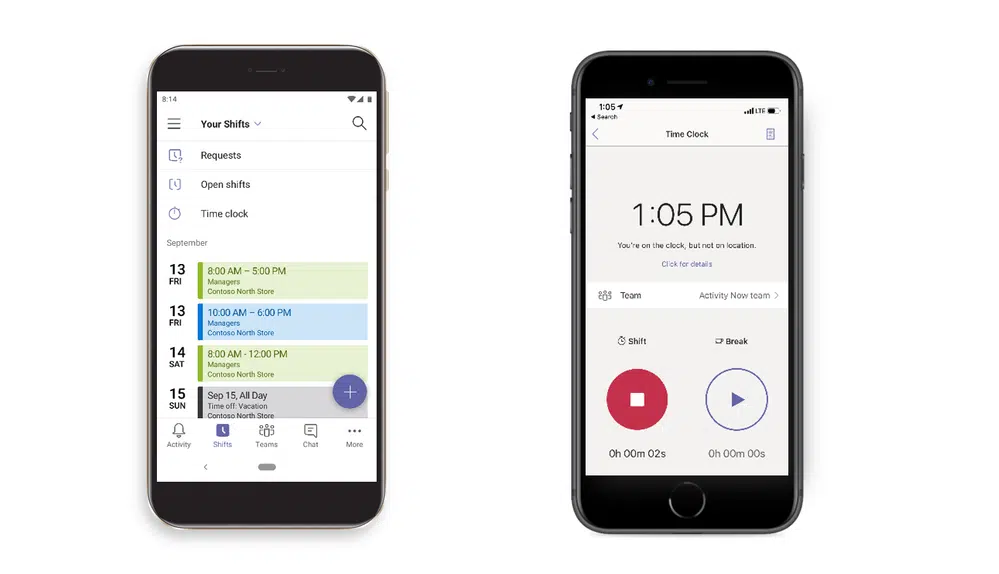 8:14
Your Shifts
Requests
Open shifts
Time clock
September
13
FRI
8:00 AM – 5:00 PM
Managers
Contoso North Store
13
FRI
10:00 AM – 6:00 PM
Managers
Contoso North Store
14
SAT
8:00 AM - 12:00 PM
Managers
Contoso North Store
15
SUN
Sep 15, All Day
Time off: Vacation
Contoso North Store
Activity
Shifts
Teams
Chat
More
1:05
LTE
Search
Time Clock
1:05 PM
You're on the clock, but not on location.
Click for details
Team
Activity Now team
Shift
Break
0h 00m 02s
0h 00m 00s